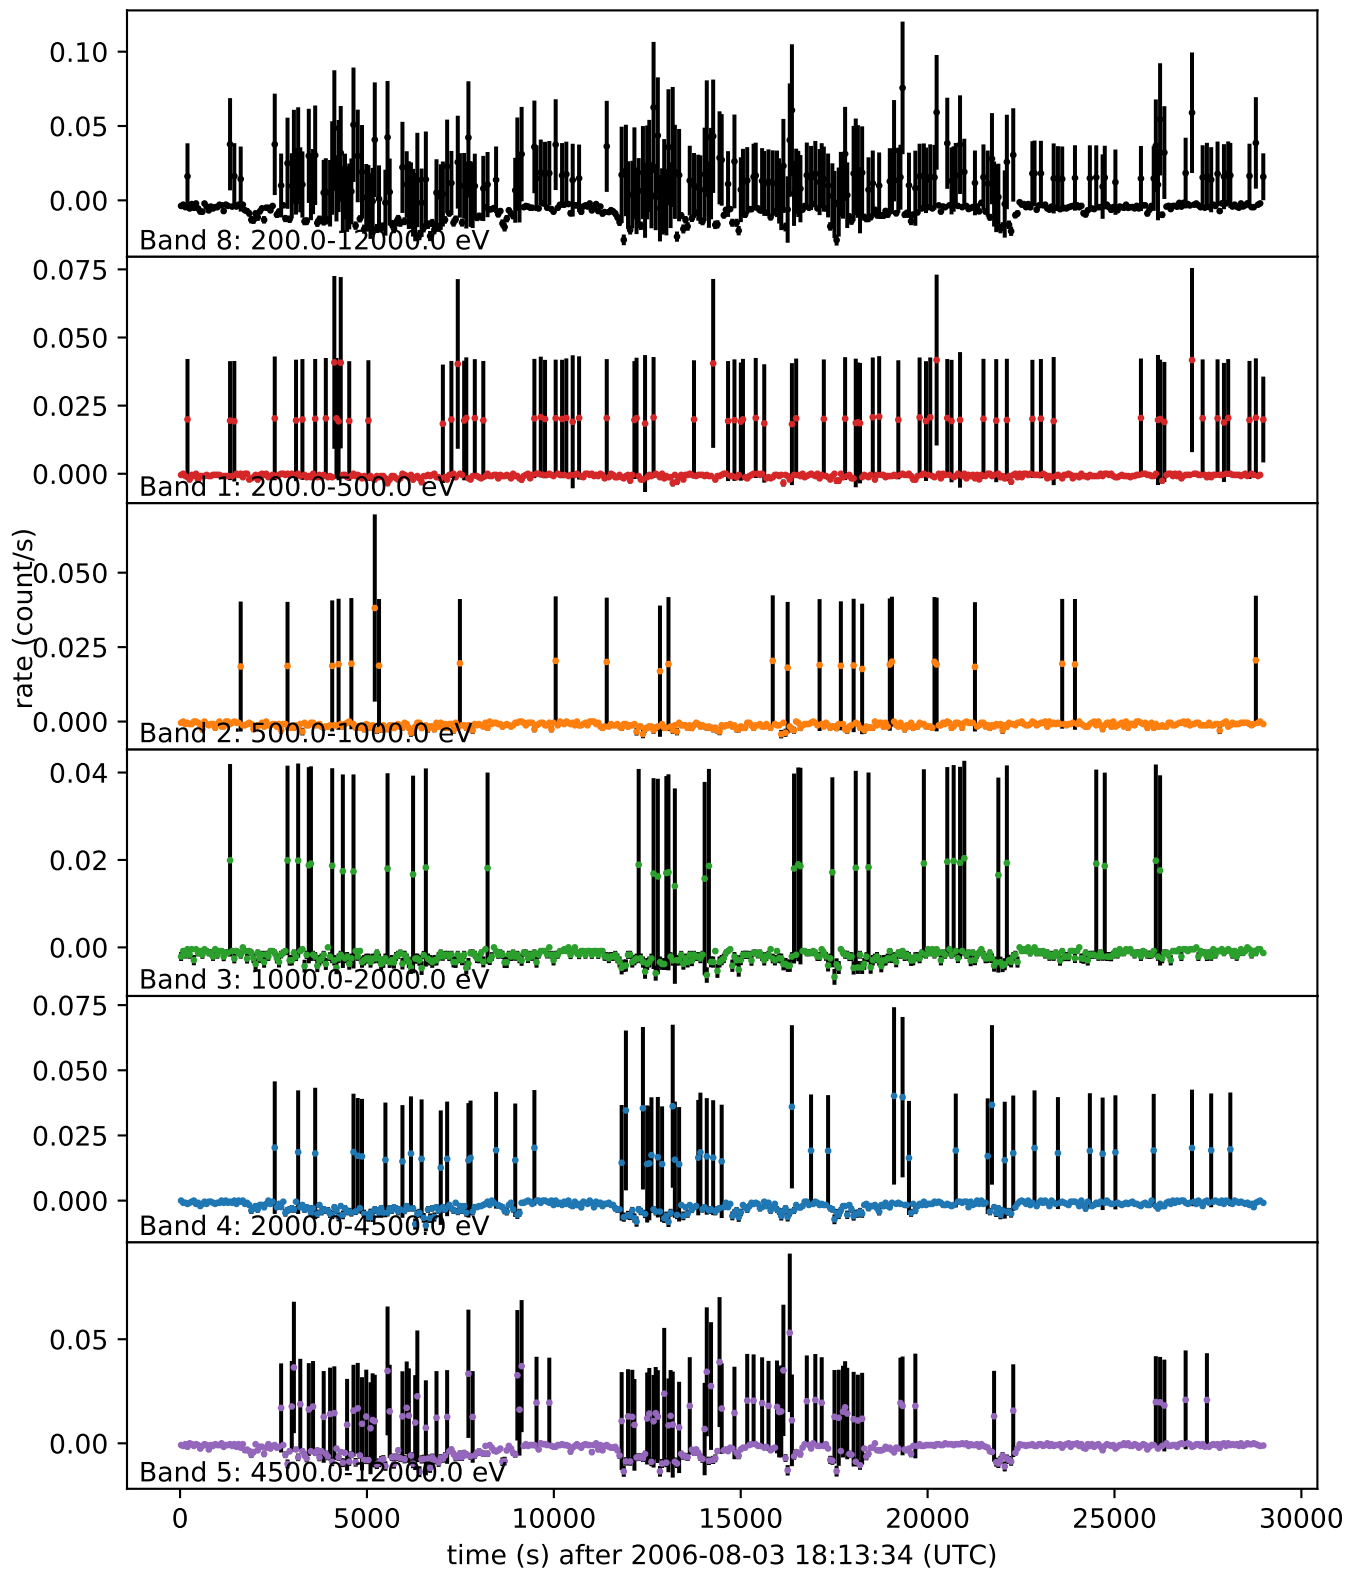 0.10
0.05
0.00
Band 8: 200.0-12000.0 eV
0.075
0.050
0.025
0.000
Band 1: 200.0-500.0 eV
rate (count/s)
0.050
0.025
0.000
Band 2: 500.0-1000.0 eV
0.04
0.02
0.00
Band 3: 1000.0-2000.0 eV
0.075
0.050
0.025
0.000
Band 4: 2000.0-4500.0 eV
0.05
0.00
Band 5: 4500.0-12000.0 eV
0 5000 10000 15000 20000 25000 30000
time (s) after 2006-08-03 18:13:34 (UTC)